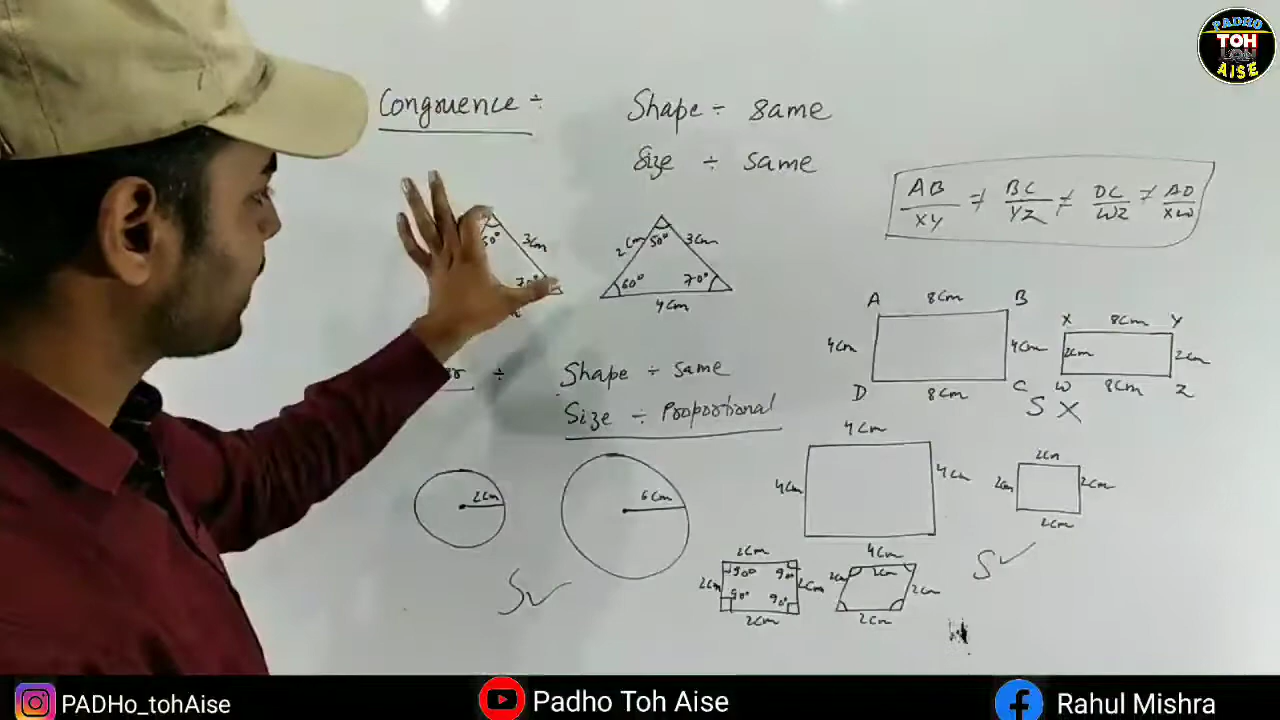 PADHO
TOH
AISE
Congruence ÷
Shape ÷ same
Size ÷ same
AB/XY ≠ BC/YZ ≠ DC/WZ ≠ AD/XW
50°
3cm
70°
2cm
50°
3cm
60°
70°
4cm
A
8cm
B
4cm
4cm
D
8cm
C
X
8cm
Y
2cm
2cm
W
8cm
Z
S X
÷
Shape ÷ same
Size ÷ Proportional
2cm
6cm
S✓
4cm
4cm
4cm
2cm
2cm
2cm
2cm
S✓
2cm
2cm
90°
90°
2cm
90°
90°
2cm
4cm
2cm
2cm
2cm
2cm
PADHo_tohAise
Padho Toh Aise
Rahul Mishra